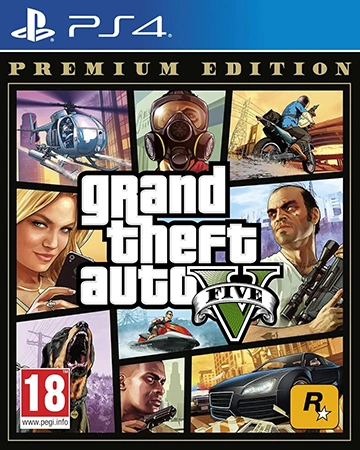 PS4
PREMIUM EDITION
grand
theft
auto
V
FIVE
18
www.pegi.info
R